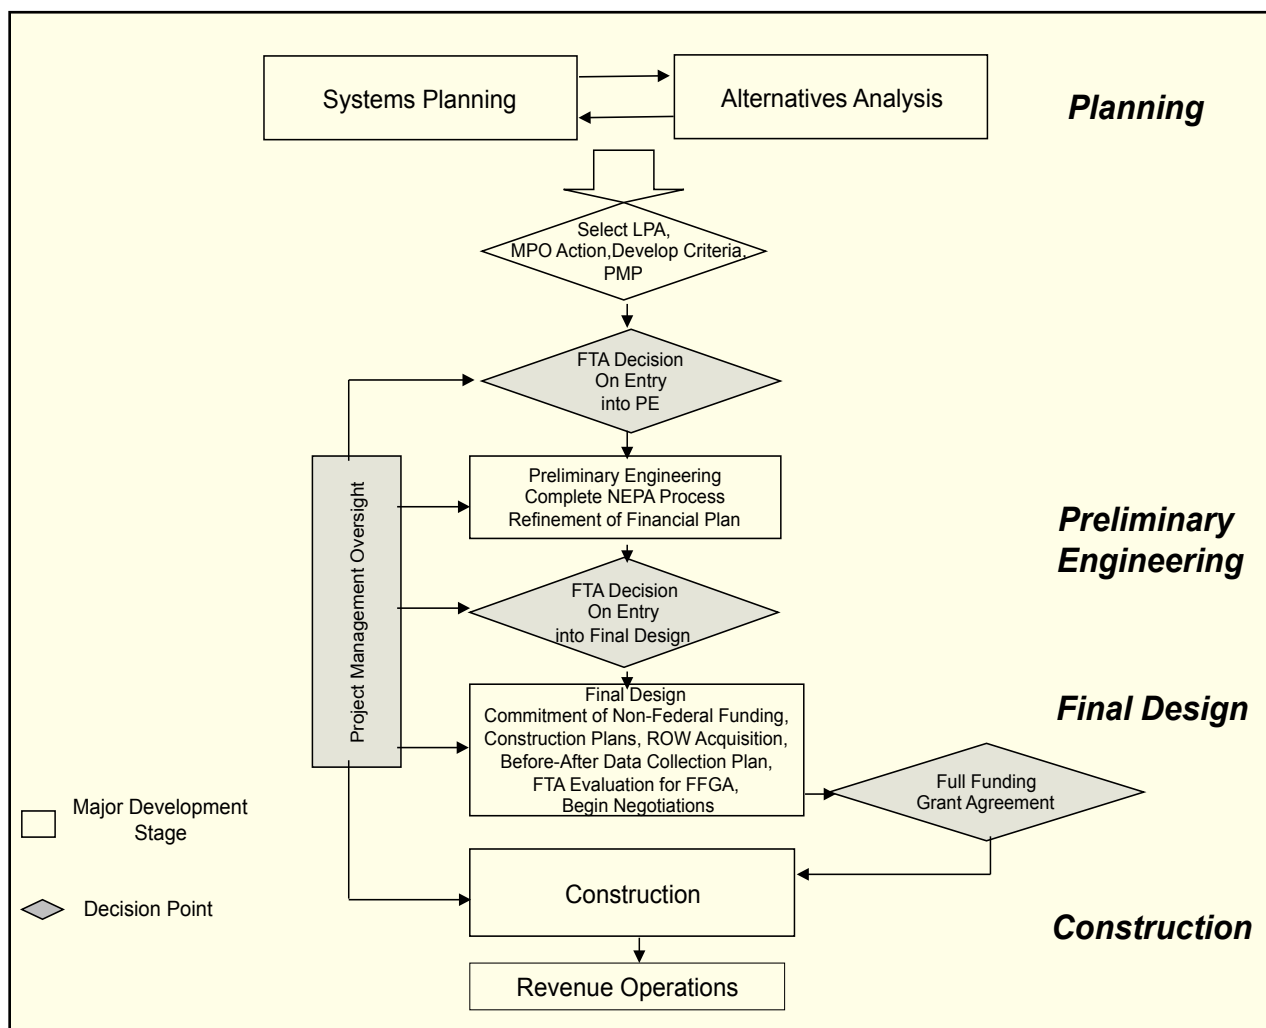 Systems Planning
Alternatives Analysis
Planning
Select LPA,
MPO Action,Develop Criteria,
PMP
FTA Decision
On Entry
into PE
Project Management Oversight
Preliminary Engineering
Complete NEPA Process
Refinement of Financial Plan
Preliminary
Engineering
FTA Decision
On Entry
into Final Design
Final Design
Commitment of Non-Federal Funding,
Construction Plans, ROW Acquisition,
Before-After Data Collection Plan,
FTA Evaluation for FFGA,
Begin Negotiations
Final Design
Full Funding
Grant Agreement
Major Development
Stage
Decision Point
Construction
Construction
Revenue Operations